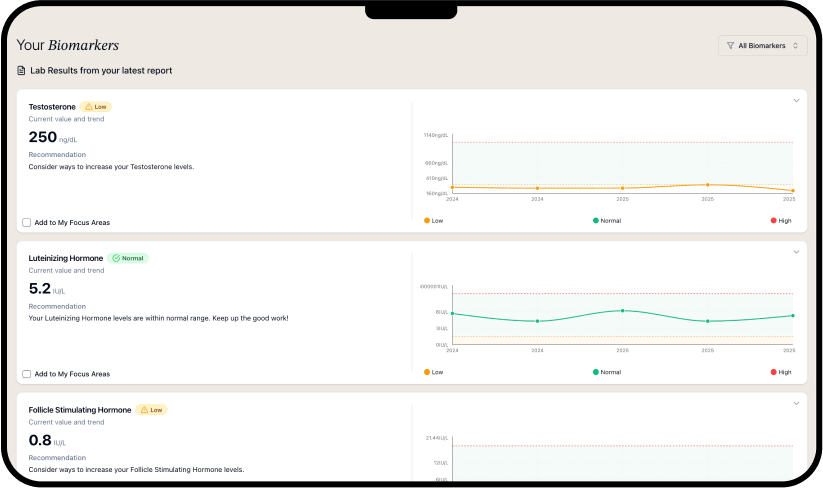 Your Biomarkers
All Biomarkers
Lab Results from your latest report
Testosterone
Low
Current value and trend
250 ng/dL
Recommendation
Consider ways to increase your Testosterone levels.
Add to My Focus Areas
1140ng/dL
660ng/dL
410ng/dL
160ng/dL
2024 2024 2025 2025 2025
Low Normal High
Luteinizing Hormone
Normal
Current value and trend
5.2 IU/L
Recommendation
Your Luteinizing Hormone levels are within normal range. Keep up the good work!
Add to My Focus Areas
6IU/L
3IU/L
0IU/L
2024 2024 2025 2025 2025
Low Normal High
Follicle Stimulating Hormone
Low
Current value and trend
0.8 IU/L
Recommendation
Consider ways to increase your Follicle Stimulating Hormone levels.
21.44IU/L